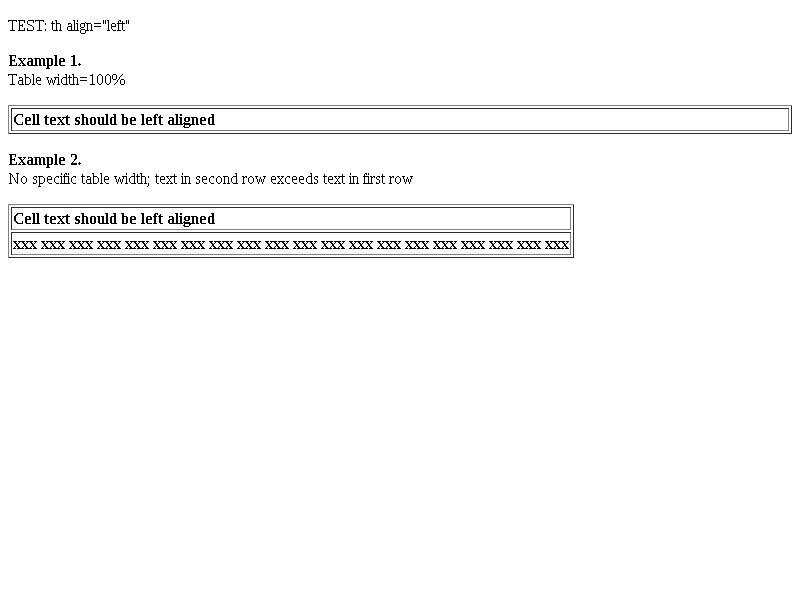 TEST: th align="left"
Example 1.
Table width=100%
Cell text should be left aligned
Example 2.
No specific table width; text in second row exceeds text in first row
Cell text should be left aligned
xxx xxx xxx xxx xxx xxx xxx xxx xxx xxx xxx xxx xxx xxx xxx xxx xxx xxx xxx xxx